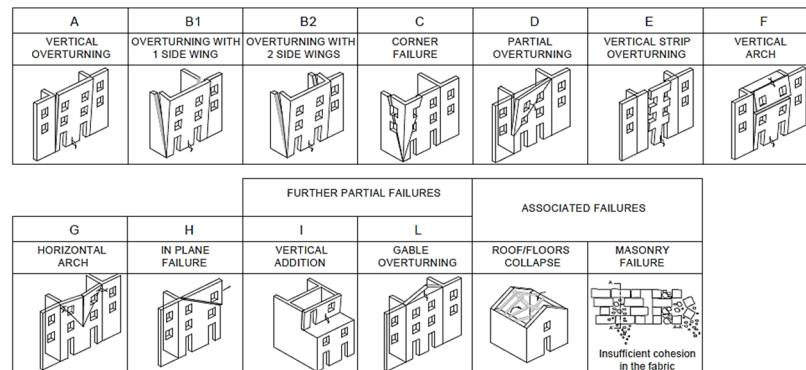 A
B1
B2
C
D
E
F
VERTICAL
OVERTURNING
OVERTURNING WITH
1 SIDE WING
OVERTURNING WITH
2 SIDE WINGS
CORNER
FAILURE
PARTIAL
OVERTURNING
VERTICAL STRIP
OVERTURNING
VERTICAL
ARCH
FURTHER PARTIAL FAILURES
ASSOCIATED FAILURES
G
H
I
L
HORIZONTAL
ARCH
IN PLANE
FAILURE
VERTICAL
ADDITION
GABLE
OVERTURNING
ROOF/FLOORS
COLLAPSE
MASONRY
FAILURE
Insufficient cohesion
in the fabric